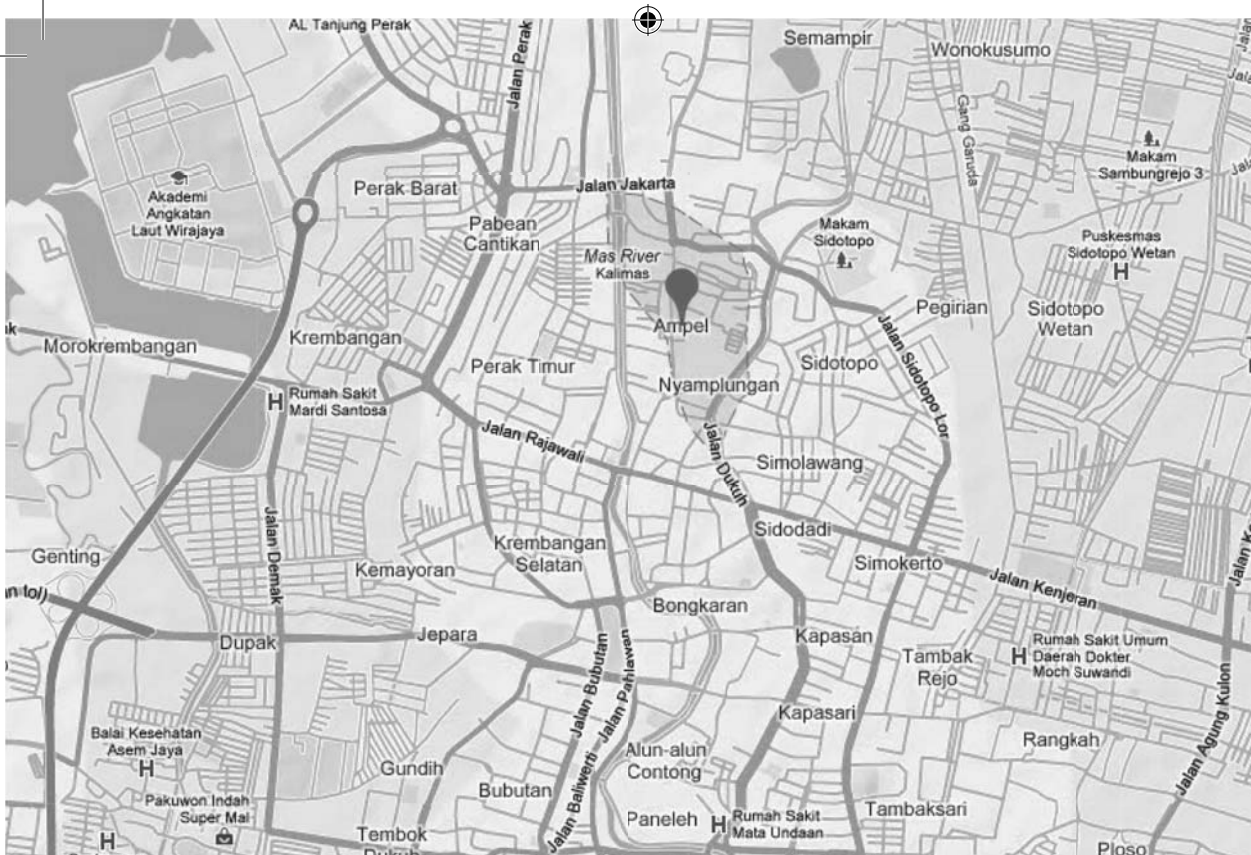 AL Tanjung Perak
Jalan Perak
Semampir
Wonokusumo
Gang Garuda
Makam
Sambungrejo 3
Akademi
Angkatan
Laut Wirajaya
Perak Barat
Jalan Jakarta
Pabean
Cantikan
Makam
Sidotopo
Puskesmas
Sidotopo Wetan
H
Mas River
Kalimas
Pegirian
Sidotopo
Wetan
Ampel
Krembangan
Morokrembangan
Perak Timur
Sidotopo
Jalan Sidotopo Lor
Nyamplungan
H
Rumah Sakit
Mardi Santosa
Jalan Rajawali
Jalan Dukuh
Simolawang
Sidodadi
Jalan Demak
Krembangan
Selatan
Genting
Kemayoran
Simokerto
Jalan Kenjeran
an tol)
Bongkaran
Dupak
Jepara
Kapasan
Jalan Bubutan
Jalan Pahlawan
Tambak
Rejo
H
Rumah Sakit Umum
Daerah Dokter
Moch Suwandi
Jalan Agung Kulon
Kapasari
Balai Kesehatan
Asem Jaya
H
Alun-alun
Contong
Rangkah
Gundih
Bubutan
Jalan Baliwerti
Pakuwon Indah
Super Mal
Paneleh
H
Rumah Sakit
Mata Undaan
Tambaksari
Tembok
Dukuh
H
Ploso